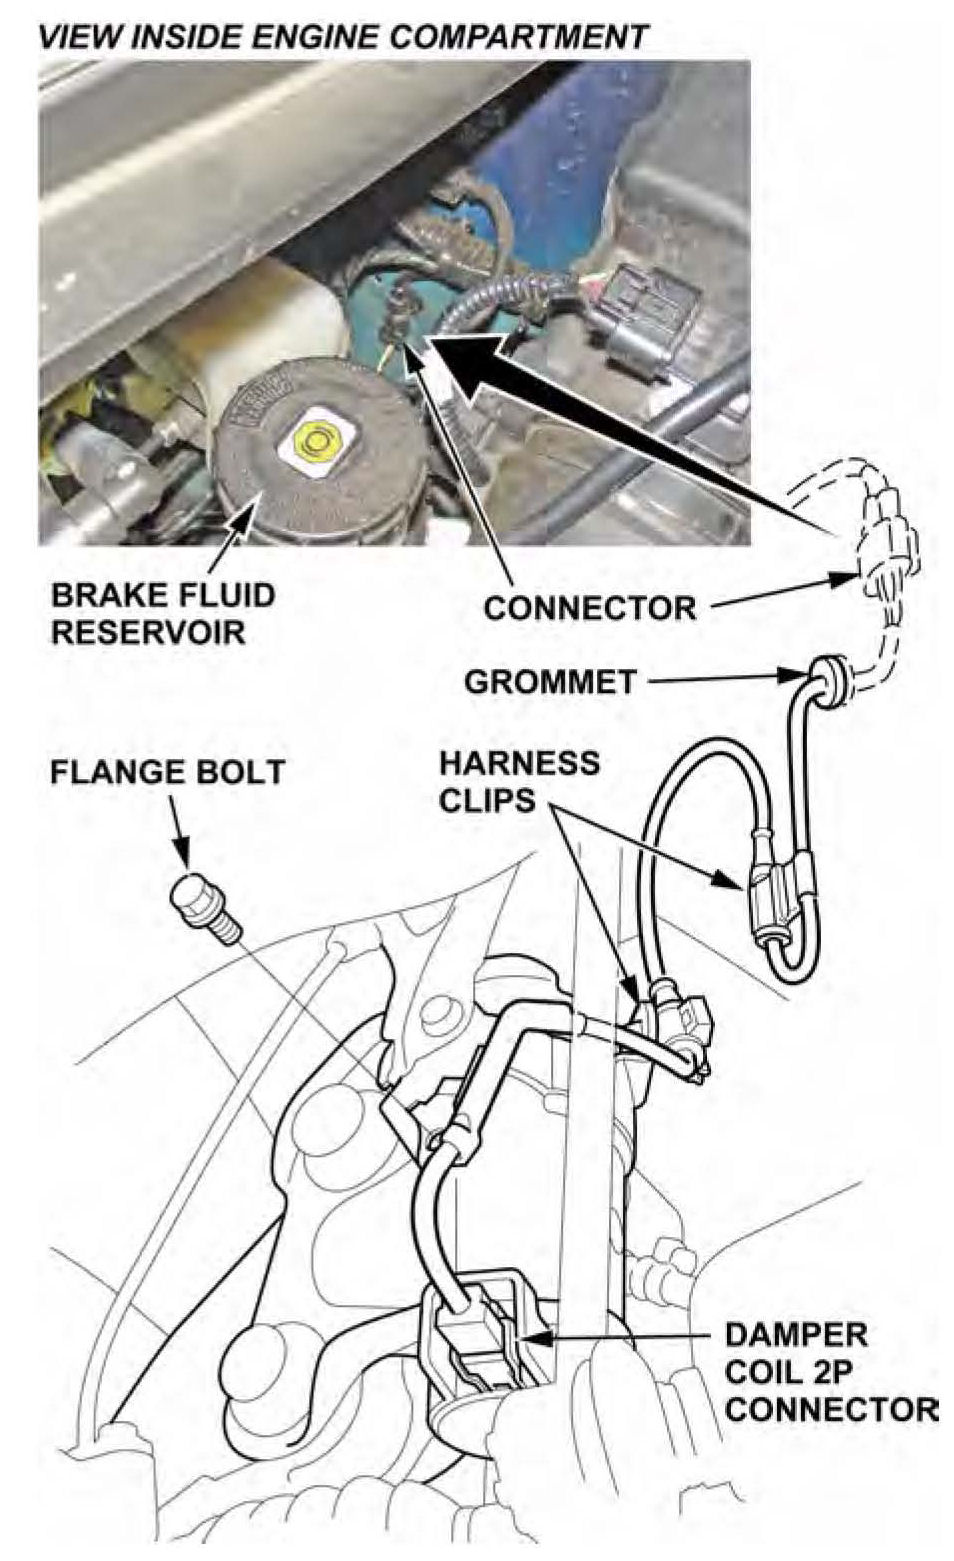 VIEW INSIDE ENGINE COMPARTMENT
BRAKE FLUID
RESERVOIR
CONNECTOR
GROMMET
FLANGE BOLT
HARNESS
CLIPS
DAMPER
COIL 2P
CONNECTOR